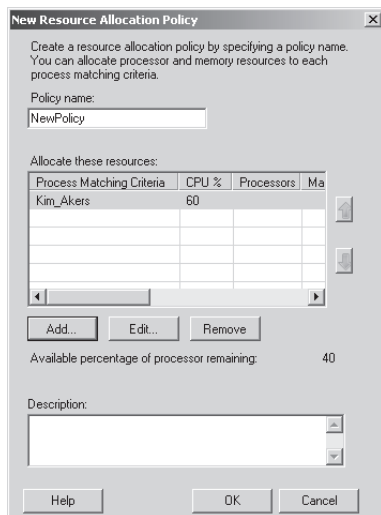 New Resource Allocation Policy
Create a resource allocation policy by specifying a policy name.
You can allocate processor and memory resources to each
process matching criteria.
Policy name:
NewPolicy
Allocate these resources:
Process Matching Criteria CPU % Processors Ma
Kim_Akers 60
Add... Edit... Remove
Available percentage of processor remaining: 40
Description:
Help OK Cancel